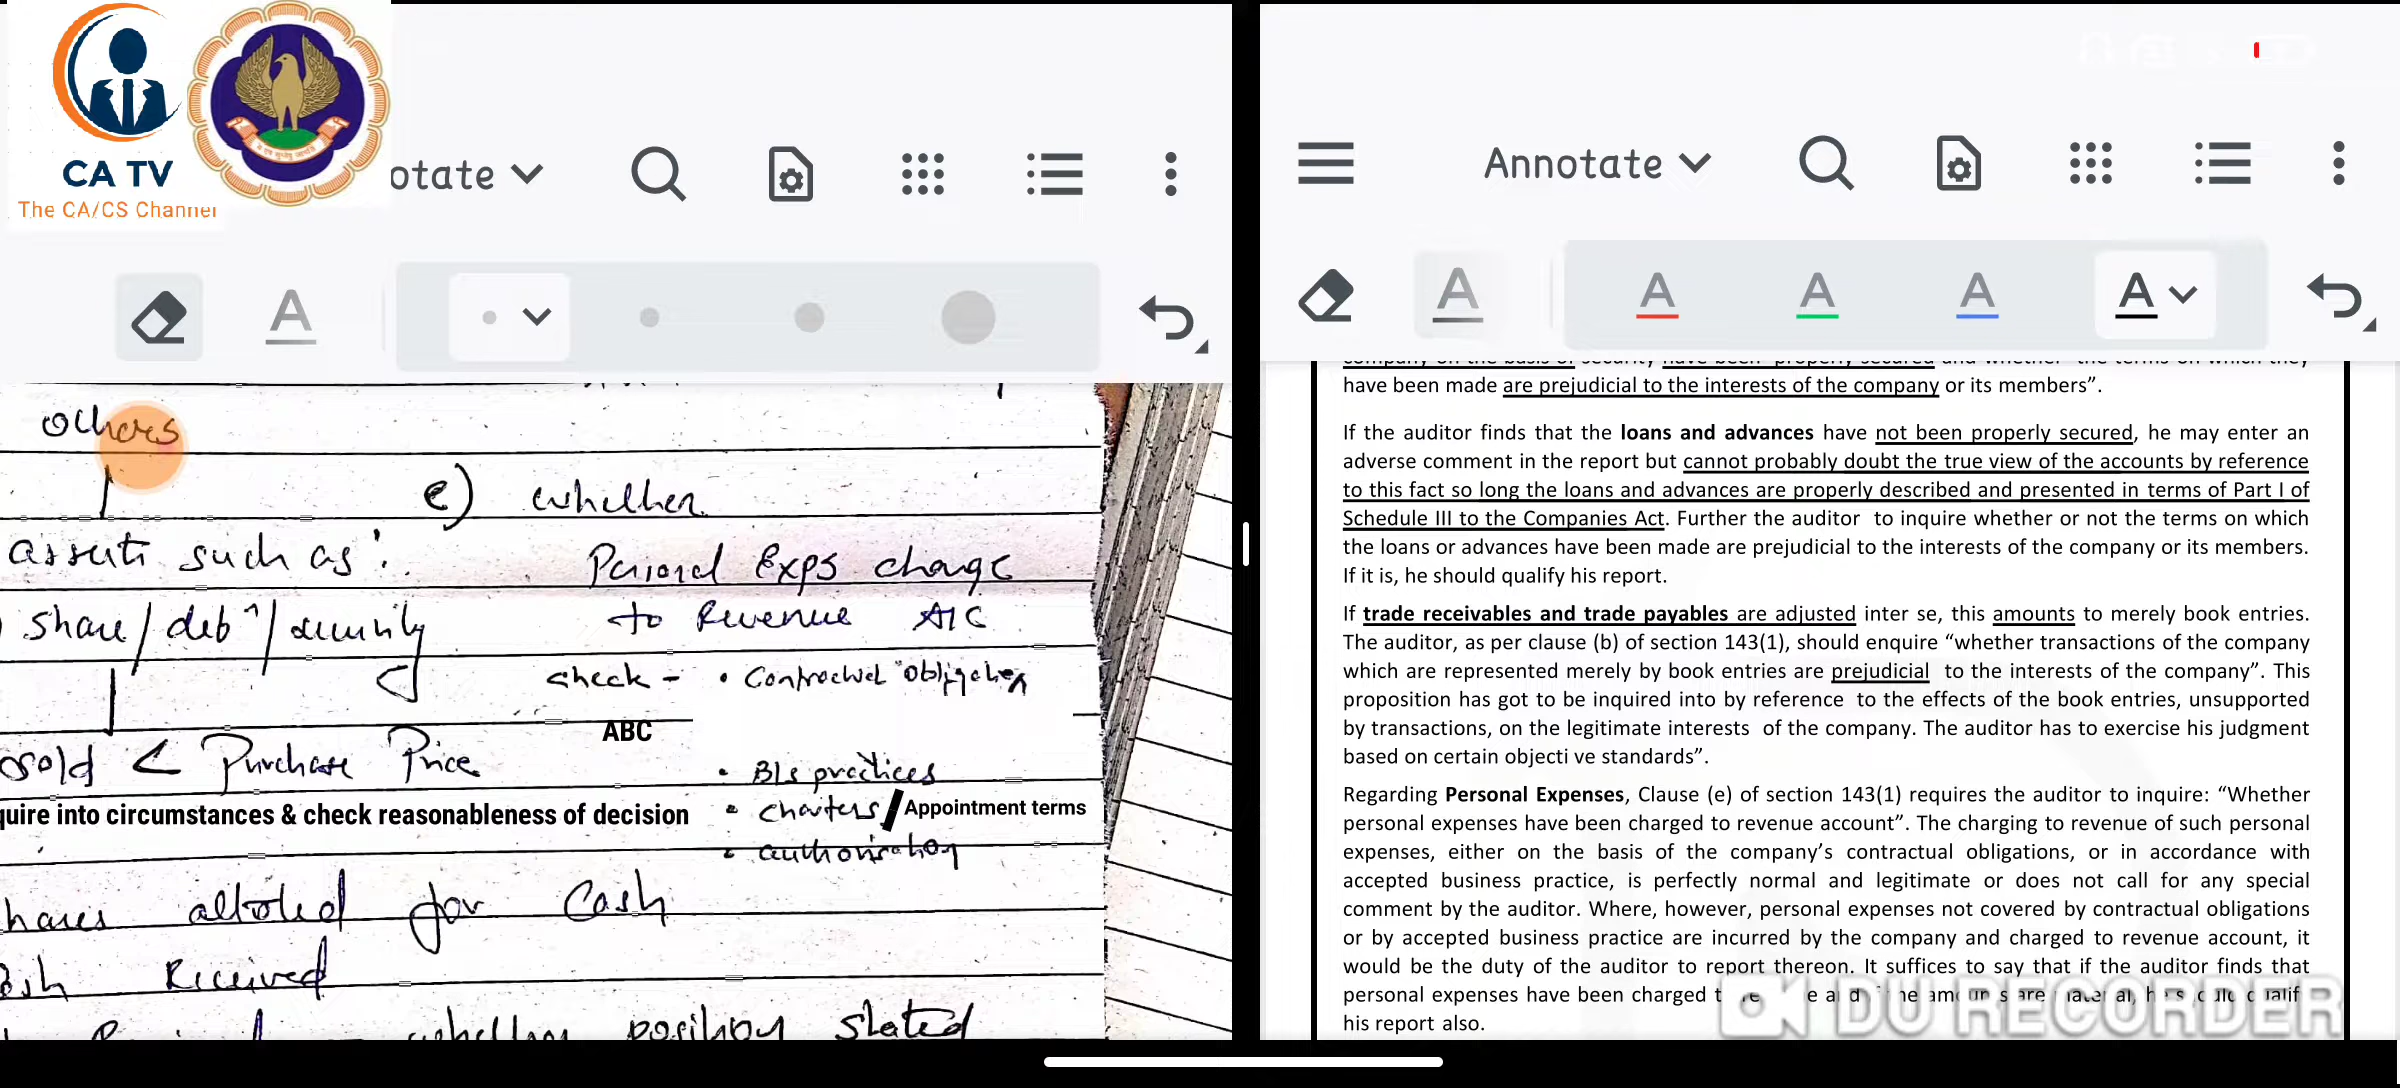 CA TV
The CA/CS Channel
otate
others
e) whether
assets such as :
Personal Exps charge
share/deb^/security
to Revenue A/C
check - • Contractual obligation
ABC
sold < Purchase Price
• B/s practices
quire into circumstances & check reasonableness of decision
• charters / Appointment terms
• authorisation
hares allotted for Cash
Received
whether position stated
Annotate
company on the basis of security have been properly secured and whether the terms on which they
have been made are prejudicial to the interests of the company or its members”.
If the auditor finds that the loans and advances have not been properly secured, he may enter an
adverse comment in the report but cannot probably doubt the true view of the accounts by reference
to this fact so long the loans and advances are properly described and presented in terms of Part I of
Schedule III to the Companies Act. Further the auditor to inquire whether or not the terms on which
the loans or advances have been made are prejudicial to the interests of the company or its members.
If it is, he should qualify his report.
If trade receivables and trade payables are adjusted inter se, this amounts to merely book entries.
The auditor, as per clause (b) of section 143(1), should enquire “whether transactions of the company
which are represented merely by book entries are prejudicial to the interests of the company”. This
proposition has got to be inquired into by reference to the effects of the book entries, unsupported
by transactions, on the legitimate interests of the company. The auditor has to exercise his judgment
based on certain objecti ve standards”.
Regarding Personal Expenses, Clause (e) of section 143(1) requires the auditor to inquire: “Whether
personal expenses have been charged to revenue account”. The charging to revenue of such personal
expenses, either on the basis of the company’s contractual obligations, or in accordance with
accepted business practice, is perfectly normal and legitimate or does not call for any special
comment by the auditor. Where, however, personal expenses not covered by contractual obligations
or by accepted business practice are incurred by the company and charged to revenue account, it
would be the duty of the auditor to report thereon. It suffices to say that if the auditor finds that
personal expenses have been charged
his report also.
DU RECORDER